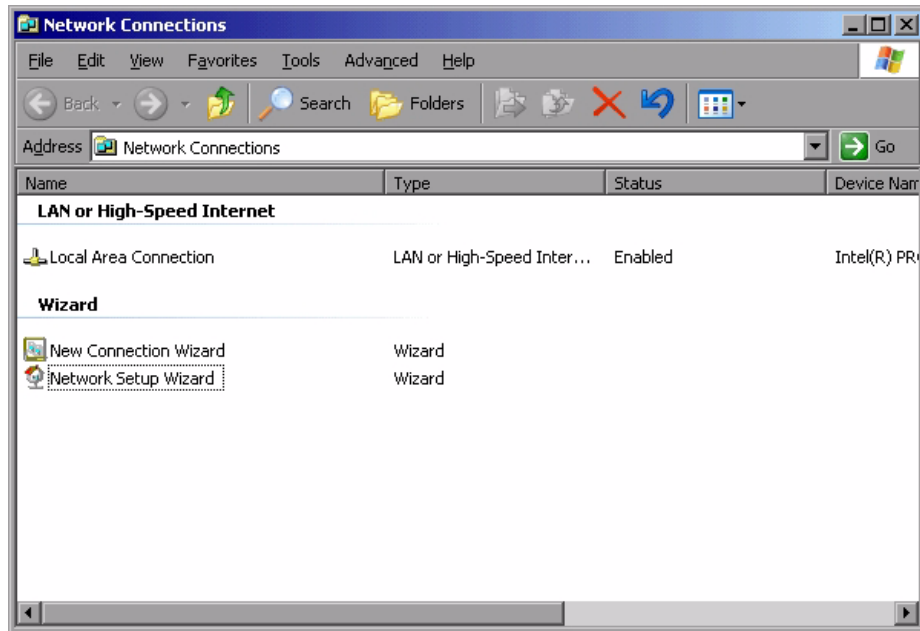 Network Connections
File Edit View Favorites Tools Advanced Help
Back Search Folders
Address Network Connections Go
Name Type Status Device Nam
LAN or High-Speed Internet
Local Area Connection LAN or High-Speed Inter... Enabled Intel(R) PR
Wizard
New Connection Wizard Wizard
Network Setup Wizard Wizard